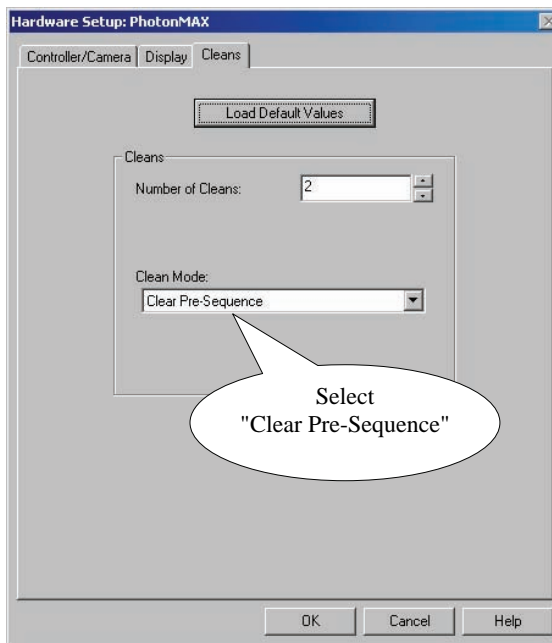 Hardware Setup: PhotonMAX
Controller/Camera Display Cleans
Load Default Values
Cleans
Number of Cleans: 2
Clean Mode:
Clear Pre-Sequence
Select
"Clear Pre-Sequence"
OK Cancel Help